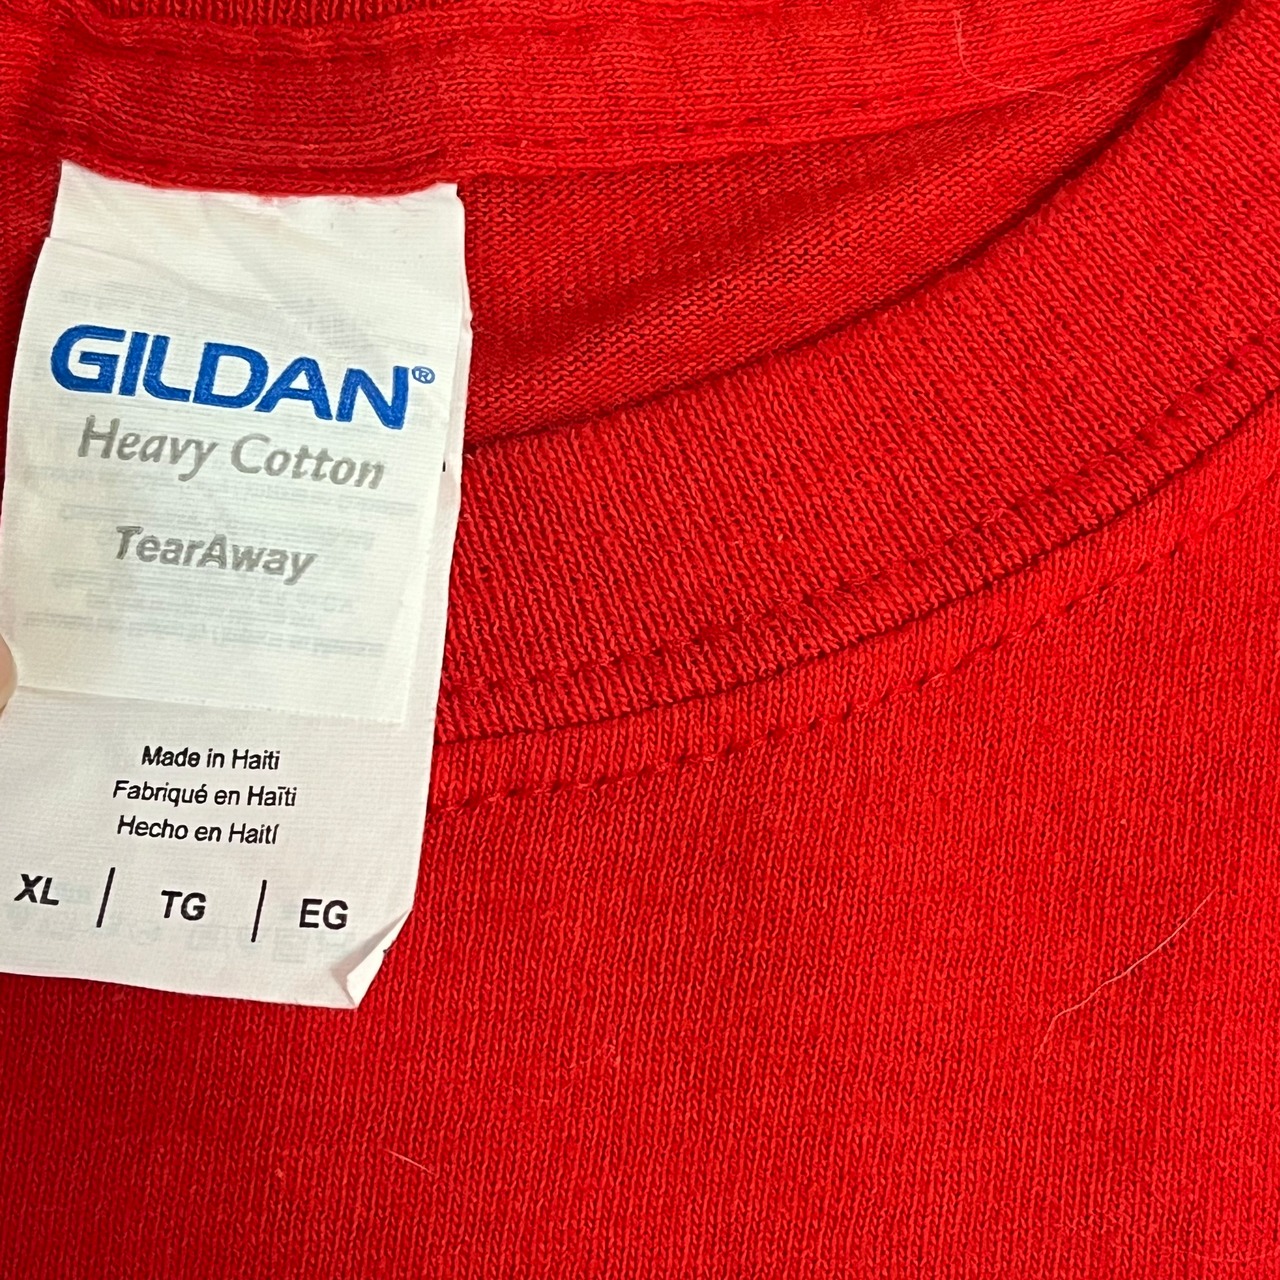 GILDAN®
Heavy Cotton
TearAway
Made in Haiti
Fabriqué en Haïti
Hecho en Haití
XL | TG | EG